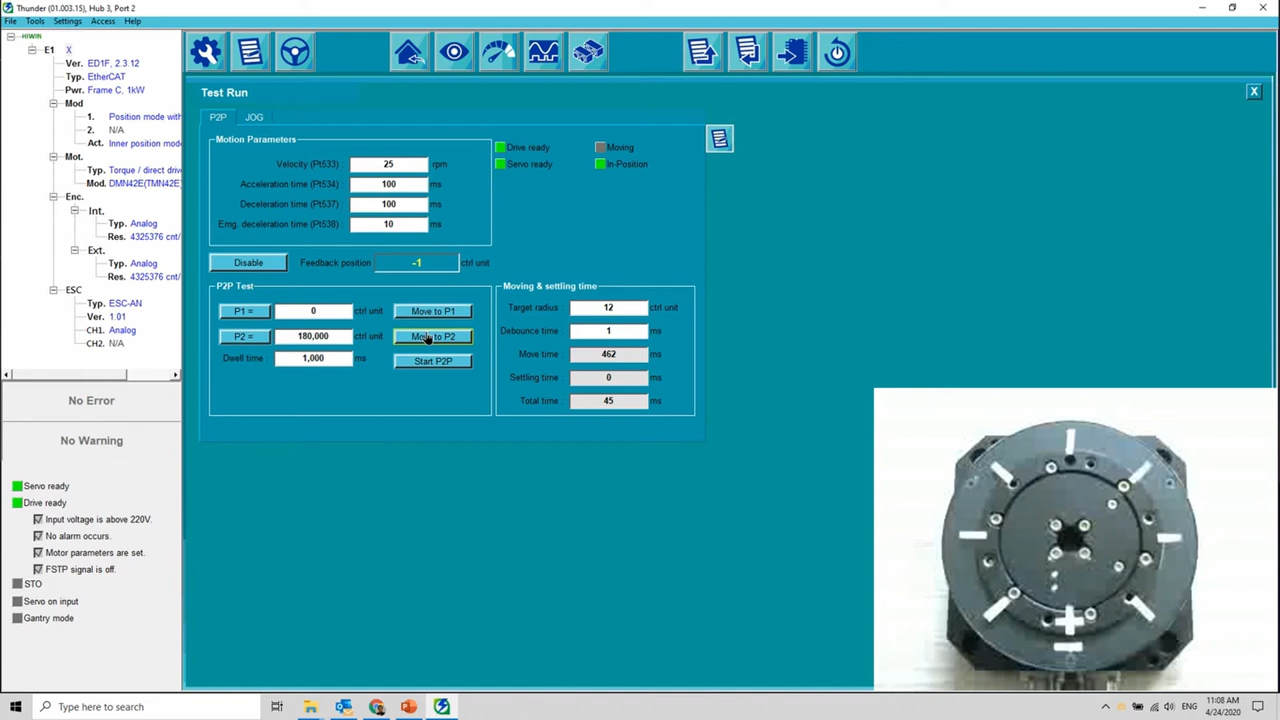 Thunder (01.003.15), Hub 3, Port 2
File Tools Settings Access Help
HIWIN
E1 X
Ver. ED1F, 2.3.12
Typ. EtherCAT
Pwr. Frame C, 1kW
Mod
1. Position mode with
2. N/A
Act. Inner position mode
Mot.
Typ. Torque / direct driv
Mod. DMN42E(TMN42E)
Enc.
Int.
Typ. Analog
Res. 4325376 cnt/
Ext.
Typ. Analog
Res. 4325376 cnt/
ESC
Typ. ESC-AN
Ver. 1.01
CH1. Analog
CH2. N/A
No Error
No Warning
Servo ready
Drive ready
Input voltage is above 220V.
No alarm occurs.
Motor parameters are set.
FSTP signal is off.
STO
Servo on input
Gantry mode
Test Run X
P2P JOG
Motion Parameters
Velocity (Pt533) : 25 rpm
Acceleration time (Pt534) : 100 ms
Deceleration time (Pt537) : 100 ms
Emg. deceleration time (Pt538) : 10 ms
Drive ready Moving
Servo ready In-Position
Disable Feedback position -1 ctrl unit
P2P Test
P1 = 0 ctrl unit Move to P1
P2 = 180,000 ctrl unit Move to P2
Dwell time : 1,000 ms Start P2P
Moving & settling time
Target radius : 12 ctrl unit
Debounce time : 1 ms
Move time : 462 ms
Settling time : 0 ms
Total time : 45 ms
Type here to search
ENG
11:08 AM
4/24/2020